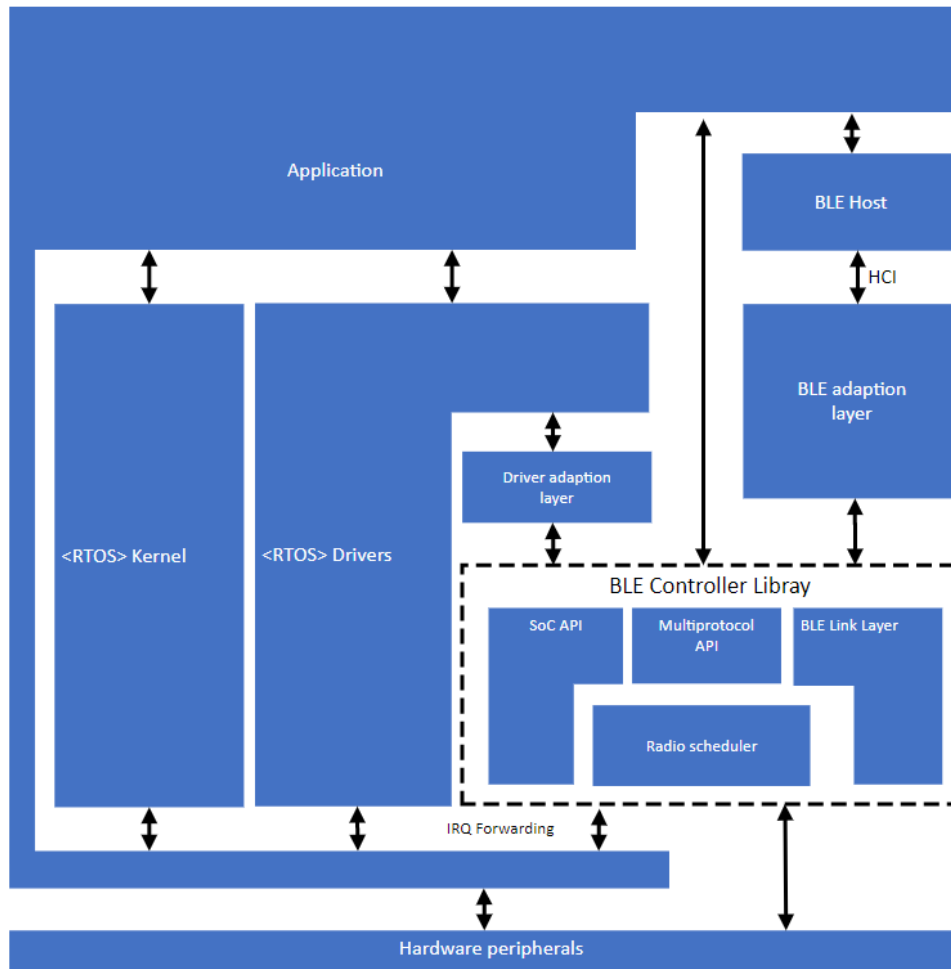 Application
BLE Host
HCI
BLE adaption
layer
Driver adaption
layer
<RTOS> Kernel
<RTOS> Drivers
BLE Controller Libray
SoC API
Multiprotocol
API
BLE Link Layer
Radio scheduler
IRQ Forwarding
Hardware peripherals